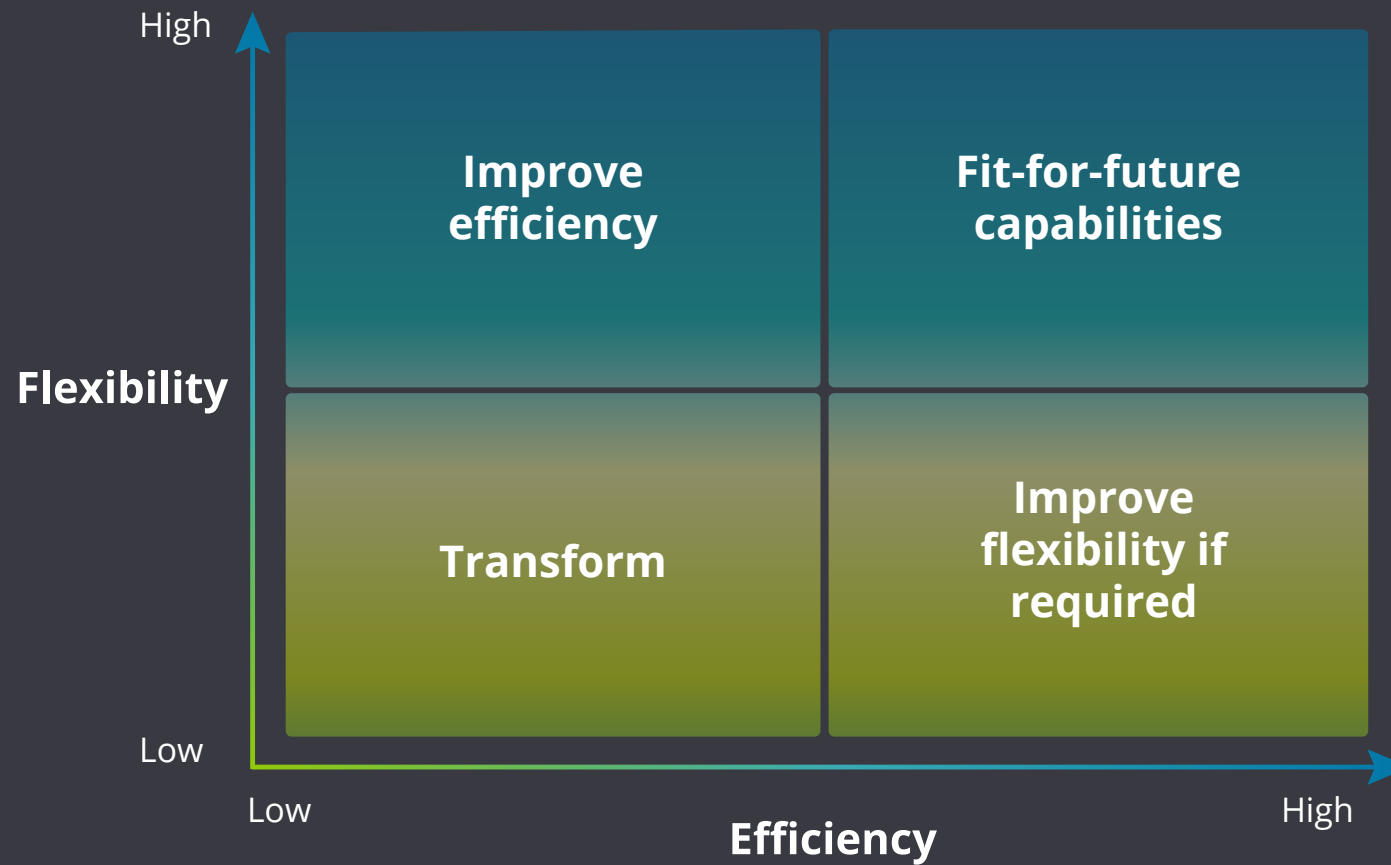 High
Improve
efficiency
Fit-for-future
capabilities
Flexibility
Transform
Improve
flexibility if
required
Low
Low
High
Efficiency